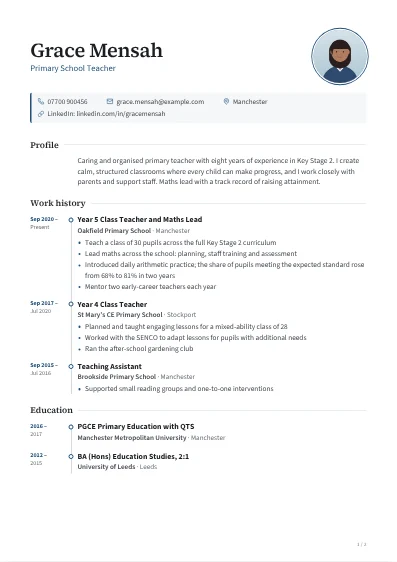 Grace Mensah
Primary School Teacher
07700 900456 grace.mensah@example.com Manchester
LinkedIn: linkedin.com/in/gracemensah
Profile
Caring and organised primary teacher with eight years of experience in Key Stage 2. I create
calm, structured classrooms where every child can make progress, and I work closely with
parents and support staff. Maths lead with a track record of raising attainment.
Work history
Sep 2020 – Year 5 Class Teacher and Maths Lead
Present Oakfield Primary School · Manchester
• Teach a class of 30 pupils across the full Key Stage 2 curriculum
• Lead maths across the school: planning, staff training and assessment
• Introduced daily arithmetic practice; the share of pupils meeting the expected standard rose
from 68% to 81% in two years
• Mentor two early-career teachers each year
Sep 2017 – Year 4 Class Teacher
Jul 2020 St Mary's CE Primary School · Stockport
• Planned and taught engaging lessons for a mixed-ability class of 28
• Worked with the SENCO to adapt lessons for pupils with additional needs
• Ran the after-school gardening club
Sep 2015 – Teaching Assistant
Jul 2016 Brookside Primary School · Manchester
• Supported small reading groups and one-to-one interventions
Education
2016 – PGCE Primary Education with QTS
2017 Manchester Metropolitan University · Manchester
2012 – BA (Hons) Education Studies, 2:1
2015 University of Leeds · Leeds